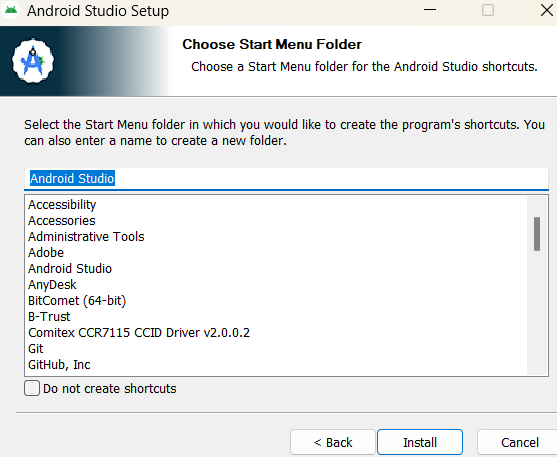 Android Studio Setup
Choose Start Menu Folder
Choose a Start Menu folder for the Android Studio shortcuts.
Select the Start Menu folder in which you would like to create the program's shortcuts. You
can also enter a name to create a new folder.
Android Studio
Accessibility
Accessories
Administrative Tools
Adobe
Android Studio
AnyDesk
BitComet (64-bit)
B-Trust
Comitex CCR7115 CCID Driver v2.0.0.2
Git
GitHub, Inc
Do not create shortcuts
< Back
Install
Cancel